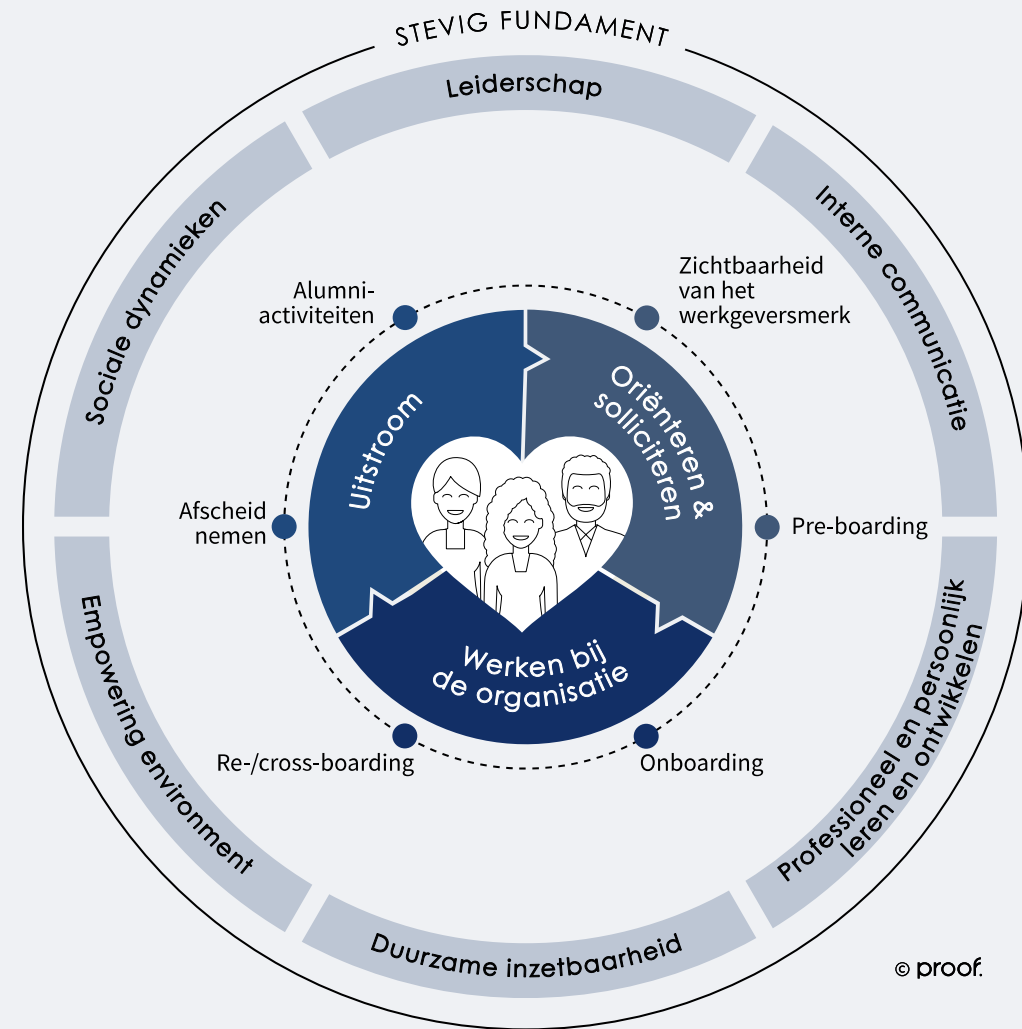 STEVIG FUNDAMENT
Leiderschap
Interne communicatie
Professioneel en persoonlijk
leren en ontwikkelen
Duurzame inzetbaarheid
Empowering environment
Sociale dynamieken
Zichtbaarheid
van het
werkgeversmerk
Pre-boarding
Onboarding
Re-/cross-boarding
Afscheid
nemen
Alumni-
activiteiten
Oriënteren &
solliciteren
Werken bij
de organisatie
Uitstroom
© proof.